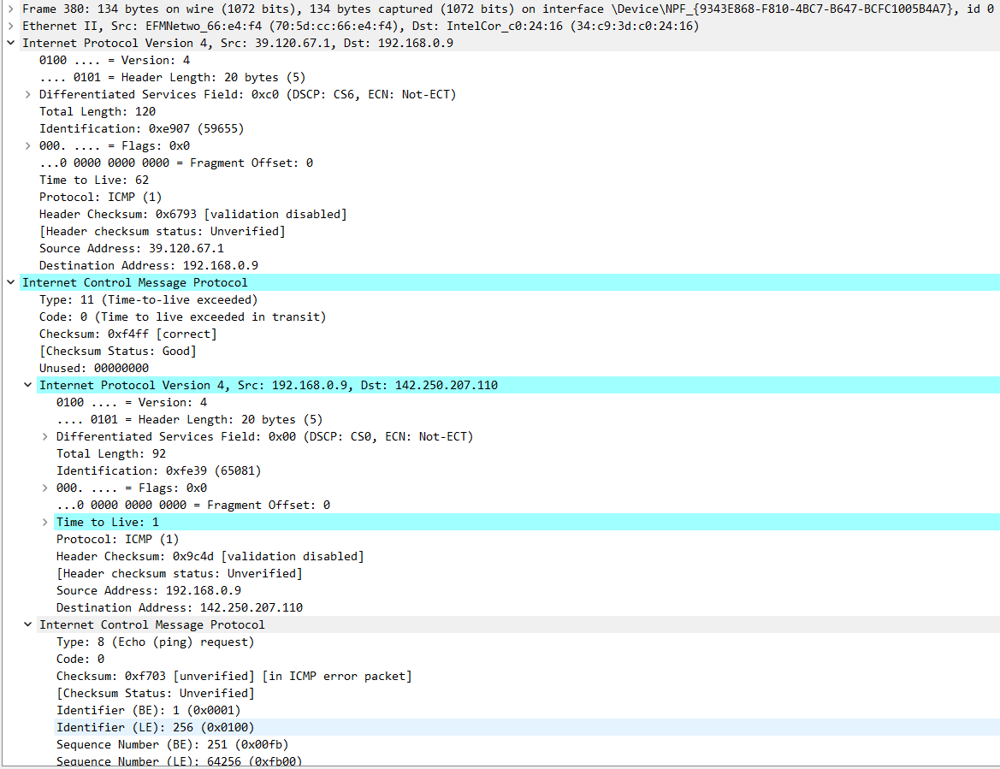 Frame 380: 134 bytes on wire (1072 bits), 134 bytes captured (1072 bits) on interface \Device\NPF_{9343E868-F810-4BC7-B647-BCFC1005B4A7}, id 0
Ethernet II, Src: EFMNetwo_66:e4:f4 (70:5d:cc:66:e4:f4), Dst: IntelCor_c0:24:16 (34:c9:3d:c0:24:16)
Internet Protocol Version 4, Src: 39.120.67.1, Dst: 192.168.0.9
0100 .... = Version: 4
.... 0101 = Header Length: 20 bytes (5)
Differentiated Services Field: 0xc0 (DSCP: CS6, ECN: Not-ECT)
Total Length: 120
Identification: 0xe907 (59655)
000. .... = Flags: 0x0
...0 0000 0000 0000 = Fragment Offset: 0
Time to Live: 62
Protocol: ICMP (1)
Header Checksum: 0x6793 [validation disabled]
[Header checksum status: Unverified]
Source Address: 39.120.67.1
Destination Address: 192.168.0.9
Internet Control Message Protocol
Type: 11 (Time-to-live exceeded)
Code: 0 (Time to live exceeded in transit)
Checksum: 0xf4ff [correct]
[Checksum Status: Good]
Unused: 00000000
Internet Protocol Version 4, Src: 192.168.0.9, Dst: 142.250.207.110
0100 .... = Version: 4
.... 0101 = Header Length: 20 bytes (5)
Differentiated Services Field: 0x00 (DSCP: CS0, ECN: Not-ECT)
Total Length: 92
Identification: 0xfe39 (65081)
000. .... = Flags: 0x0
...0 0000 0000 0000 = Fragment Offset: 0
Time to Live: 1
Protocol: ICMP (1)
Header Checksum: 0x9c4d [validation disabled]
[Header checksum status: Unverified]
Source Address: 192.168.0.9
Destination Address: 142.250.207.110
Internet Control Message Protocol
Type: 8 (Echo (ping) request)
Code: 0
Checksum: 0xf703 [unverified] [in ICMP error packet]
[Checksum Status: Unverified]
Identifier (BE): 1 (0x0001)
Identifier (LE): 256 (0x0100)
Sequence Number (BE): 251 (0x00fb)
Sequence Number (LE): 64256 (0xfb00)